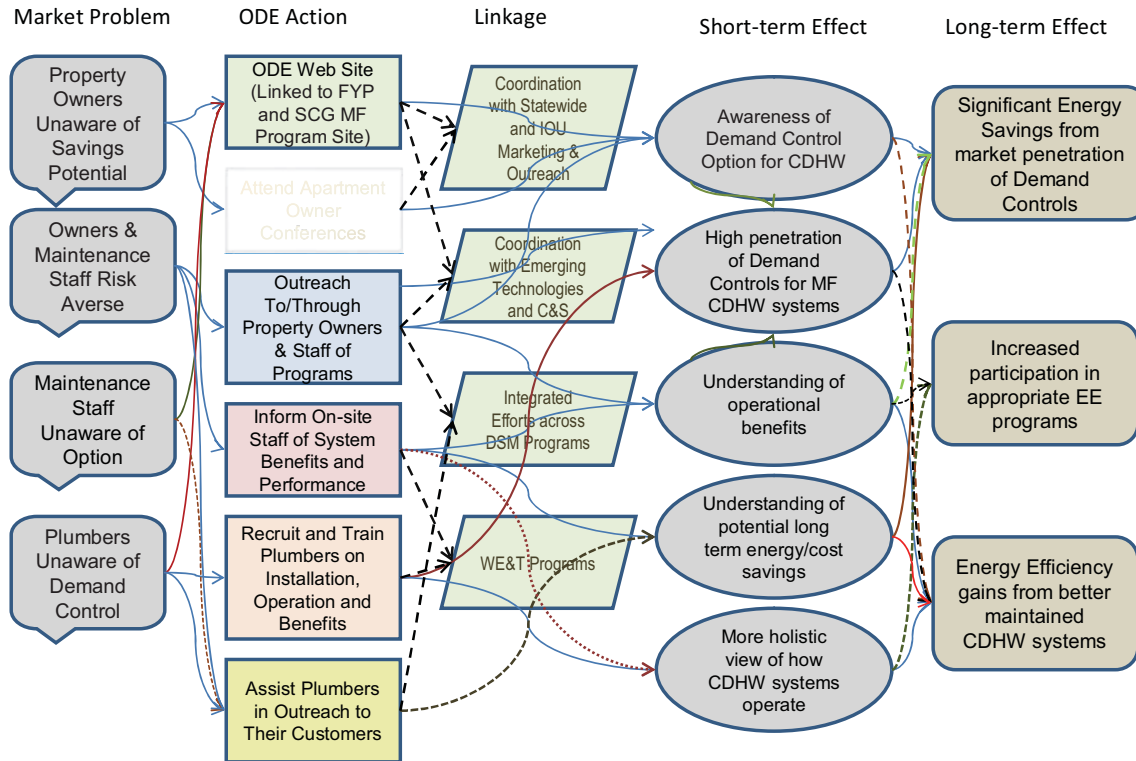 Market Problem
ODE Action
Linkage
Short-term Effect
Long-term Effect
Property
Owners
Unaware of
Savings
Potential
Owners &
Maintenance
Staff Risk
Averse
Maintenance
Staff
Unaware of
Option
Plumbers
Unaware of
Demand
Control
ODE Web Site
(Linked to FYP
and SCG MF
Program Site)
Attend Apartment
Owner
Conferences
Outreach
To/Through
Property Owners
& Staff of
Programs
Inform On-site
Staff of System
Benefits and
Performance
Recruit and Train
Plumbers on
Installation,
Operation and
Benefits
Assist Plumbers
in Outreach to
Their Customers
Coordination
with Statewide
and IOU
Marketing &
Outreach
Coordination
with Emerging
Technologies
and C&S
Integrated
Efforts across
DSM Programs
WE&T Programs
Awareness of
Demand Control
Option for CDHW
High penetration
of Demand
Controls for MF
CDHW systems
Understanding of
operational
benefits
Understanding of
potential long
term energy/cost
savings
More holistic
view of how
CDHW systems
operate
Significant Energy
Savings from
market penetration
of Demand
Controls
Increased
participation in
appropriate EE
programs
Energy Efficiency
gains from better
maintained
CDHW systems